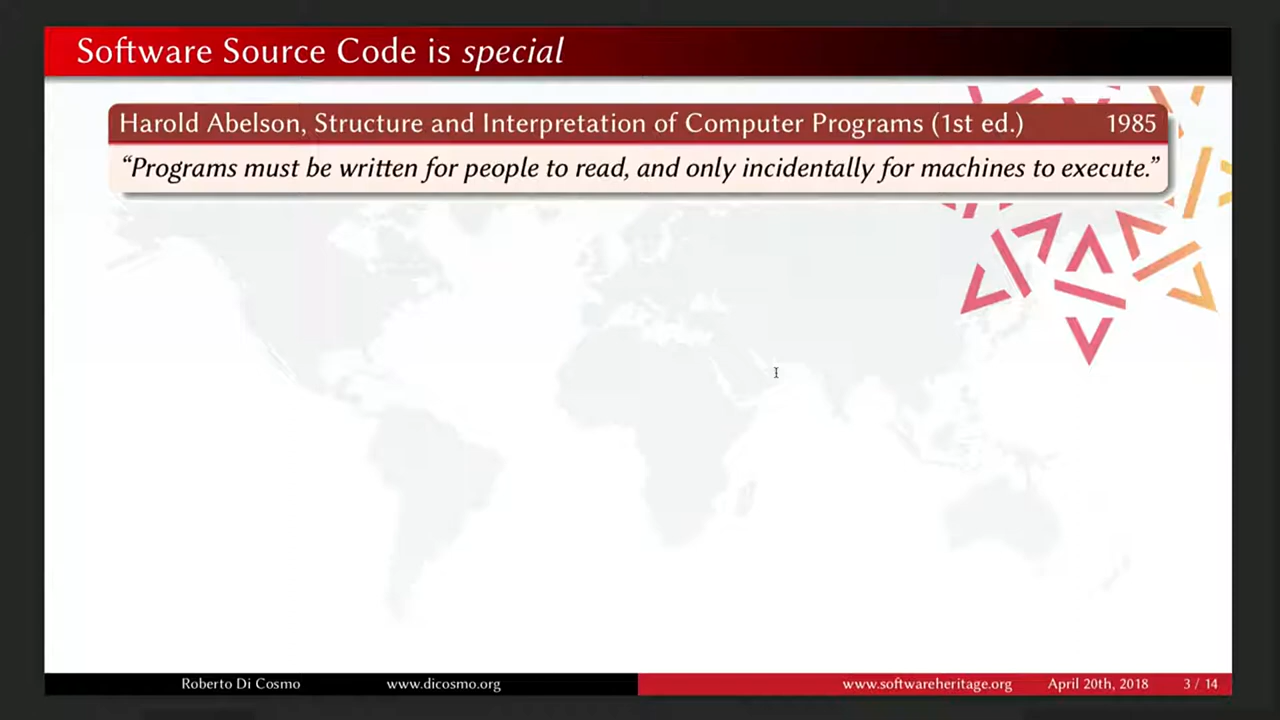 Software Source Code is special
Harold Abelson, Structure and Interpretation of Computer Programs (1st ed.) 1985
“Programs must be written for people to read, and only incidentally for machines to execute.”
Roberto Di Cosmo www.dicosmo.org www.softwareheritage.org April 20th, 2018 3 / 14